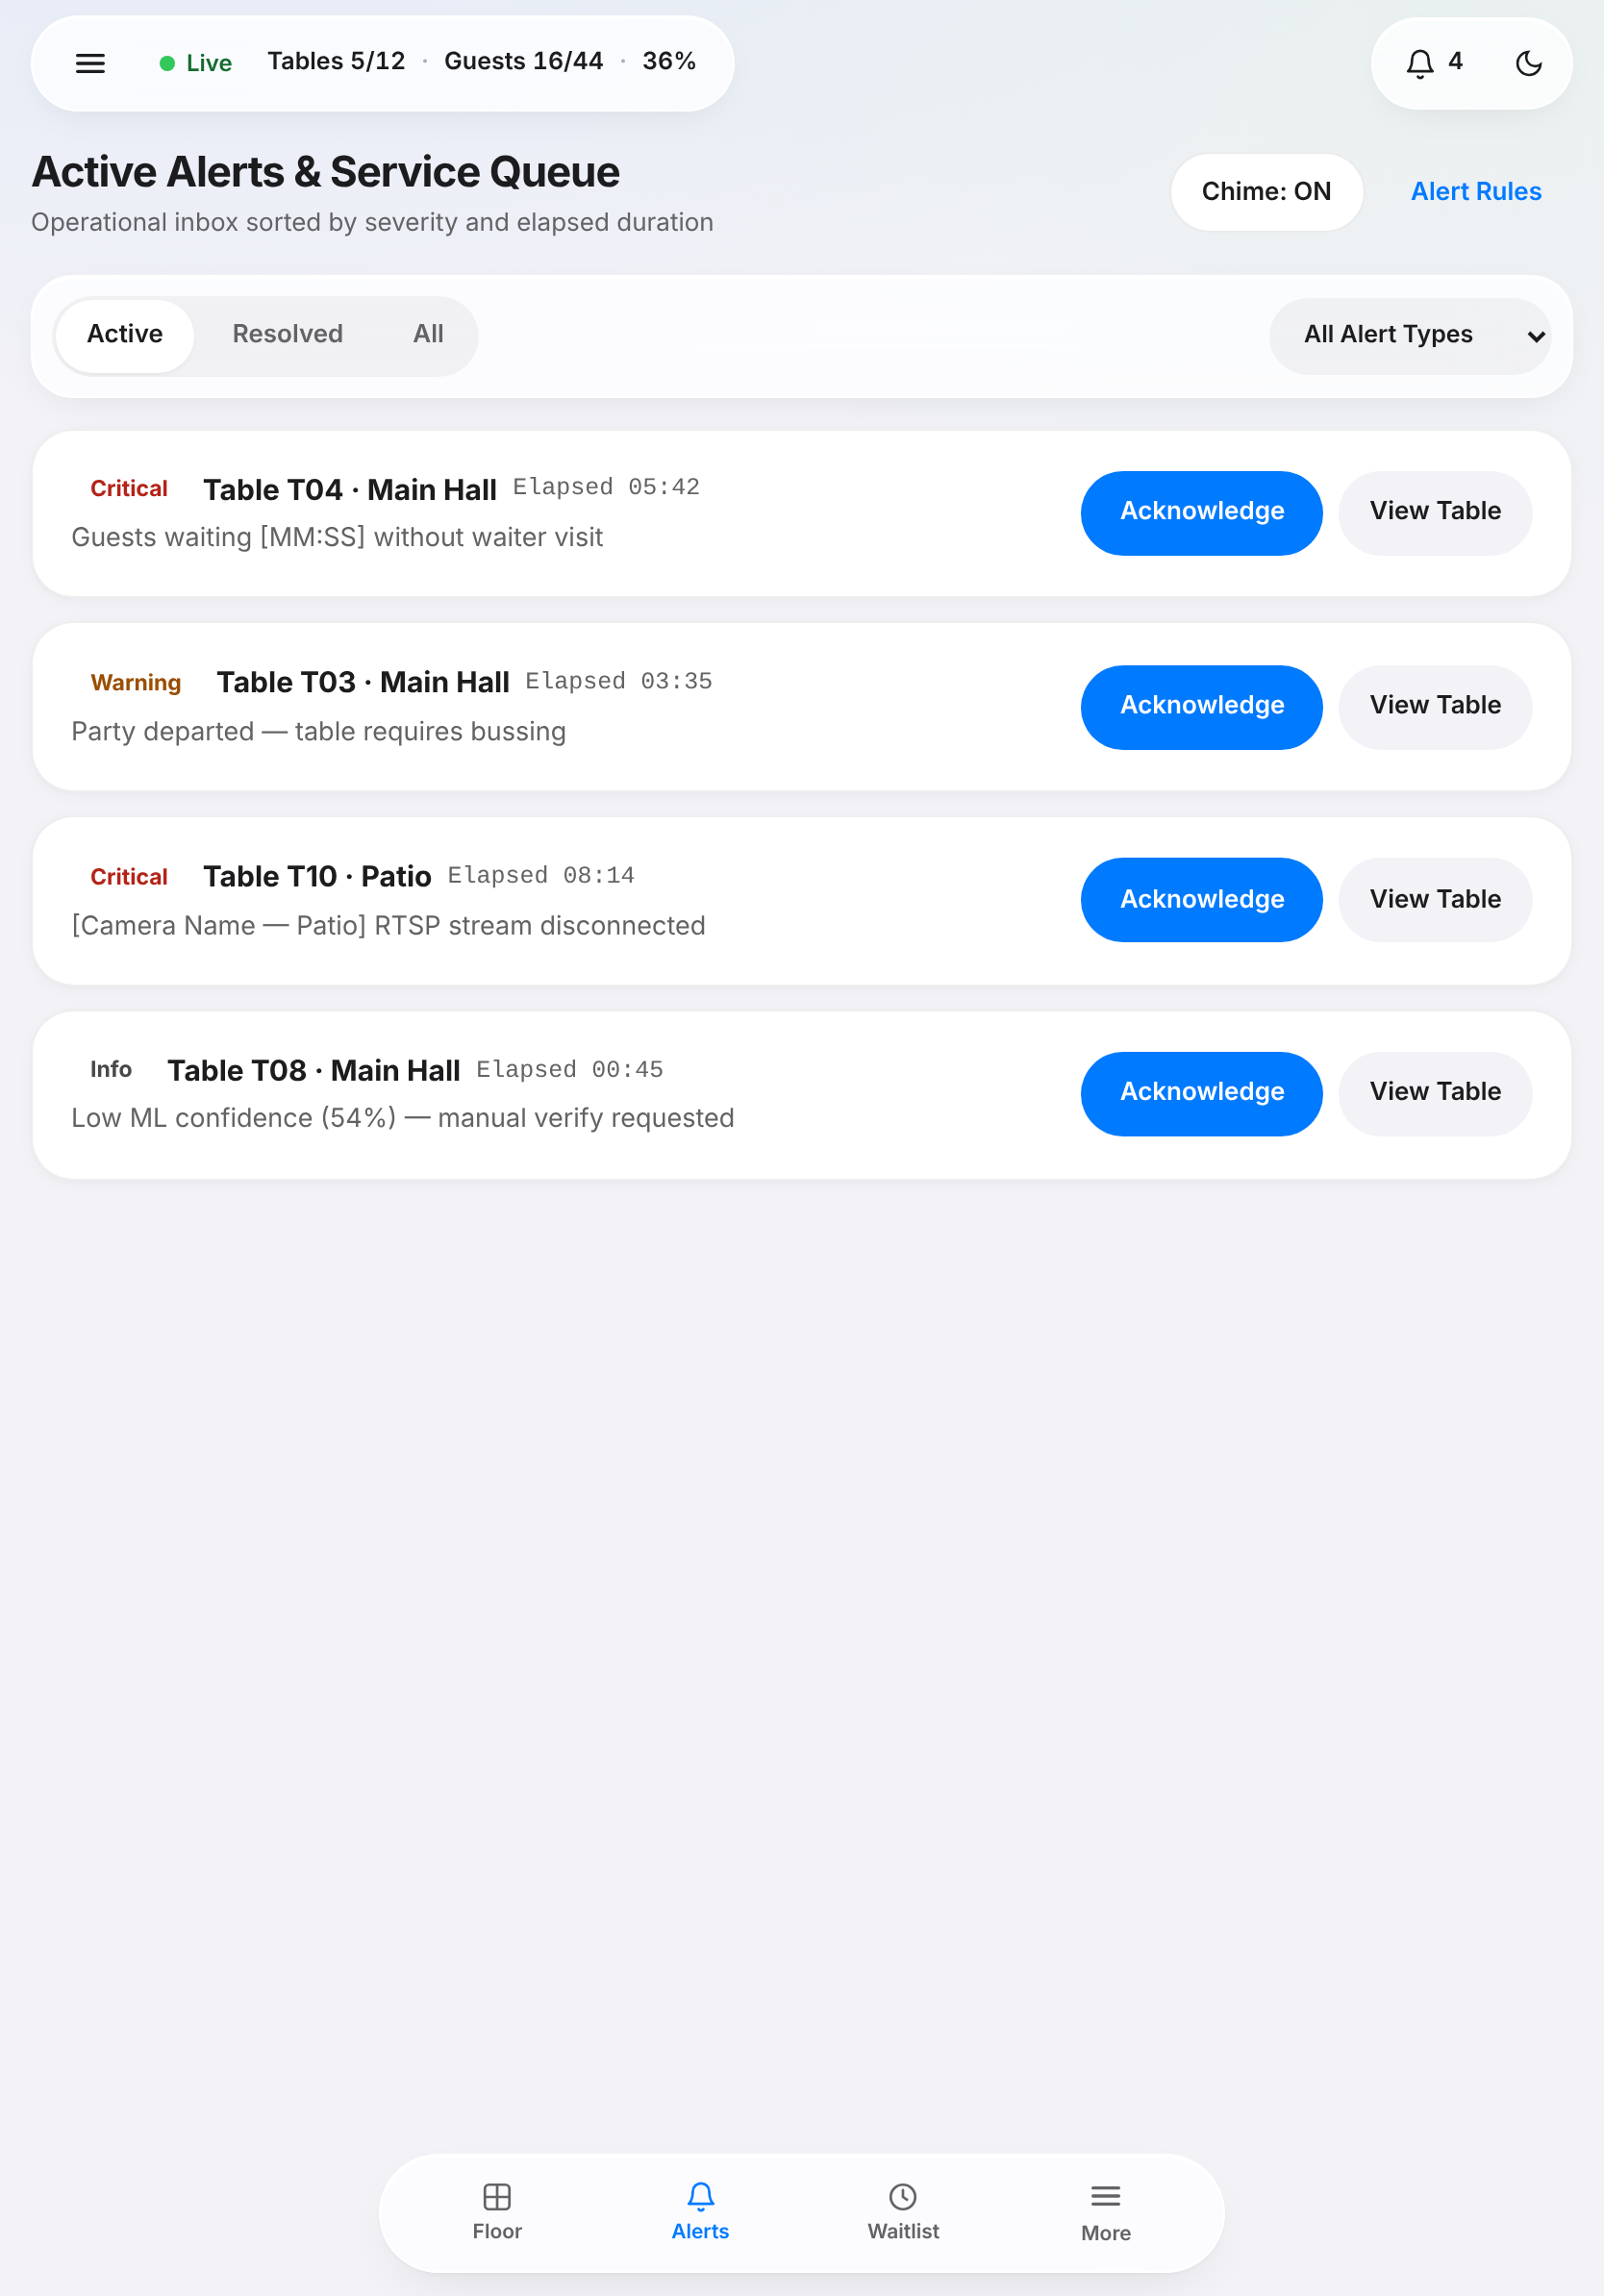 Live Tables 5/12 · Guests 16/44 · 36% 4
Active Alerts & Service Queue
Operational inbox sorted by severity and elapsed duration
Chime: ON Alert Rules
Active Resolved All All Alert Types
Critical Table T04 · Main Hall Elapsed 05:42
Guests waiting [MM:SS] without waiter visit
Acknowledge View Table
Warning Table T03 · Main Hall Elapsed 03:35
Party departed — table requires bussing
Acknowledge View Table
Critical Table T10 · Patio Elapsed 08:14
[Camera Name — Patio] RTSP stream disconnected
Acknowledge View Table
Info Table T08 · Main Hall Elapsed 00:45
Low ML confidence (54%) — manual verify requested
Acknowledge View Table
Floor Alerts Waitlist More